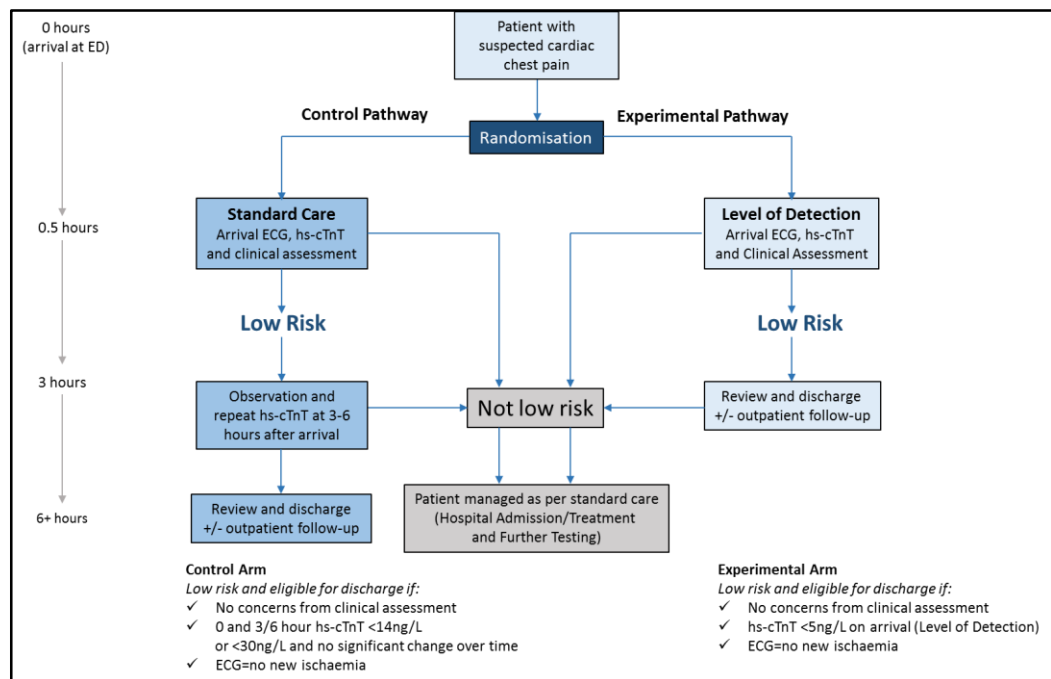 0 hours
(arrival at ED)
Patient with
suspected cardiac
chest pain
Control Pathway
Experimental Pathway
Randomisation
0.5 hours
Standard Care
Arrival ECG, hs-cTnT
and clinical assessment
Level of Detection
Arrival ECG, hs-cTnT
and Clinical Assessment
Low Risk
Low Risk
3 hours
Observation and
repeat hs-cTnT at 3-6
hours after arrival
Not low risk
Review and discharge
+/- outpatient follow-up
6+ hours
Review and discharge
+/- outpatient follow-up
Patient managed as per standard care
(Hospital Admission/Treatment
and Further Testing)
Control Arm
Low risk and eligible for discharge if:
✓ No concerns from clinical assessment
✓ 0 and 3/6 hour hs-cTnT <14ng/L
or <30ng/L and no significant change over time
✓ ECG=no new ischaemia
Experimental Arm
Low risk and eligible for discharge if:
✓ No concerns from clinical assessment
✓ hs-cTnT <5ng/L on arrival (Level of Detection)
✓ ECG=no new ischaemia